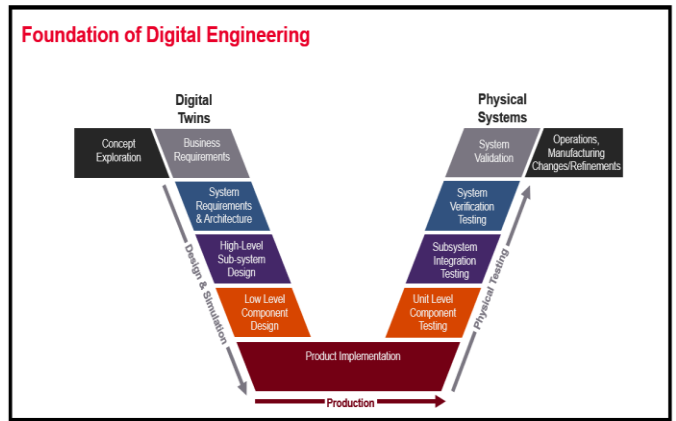 Foundation of Digital Engineering
Digital
Twins
Physical
Systems
Concept
Exploration
Business
Requirements
System
Validation
Operations,
Manufacturing
Changes/Refinements
System
Requirements
& Architecture
System
Verification
Testing
High-Level
Sub-system
Design
Subsystem
Integration
Testing
Low Level
Component
Design
Unit Level
Component
Testing
Design & Simulation
Physical Testing
Product Implementation
Production